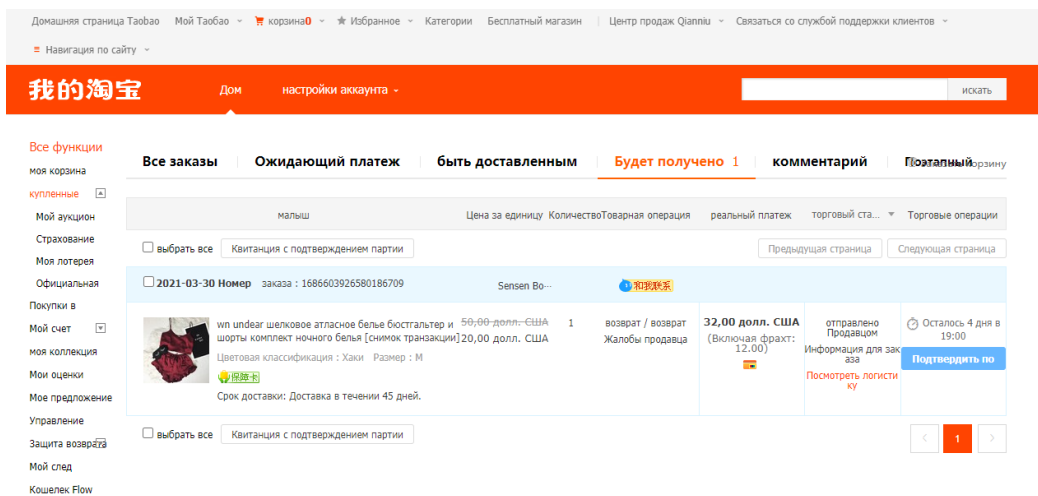 Домашняя страница Taobao Мой Таобао корзина0 Избранное Категории Бесплатный магазин Центр продаж Qianniu Связаться со службой поддержки клиентов
Навигация по сайту
我的淘宝 Дом настройки аккаунта искать
Все функции
моя корзина
купленные
Мой аукцион
Страхование
Моя лотерея
Официальная
Покупки в
Мой счет
моя коллекция
Мои оценки
Мое предложение
Управление
Защита возврата
Мой след
Кошелек Flow
Все заказы Ожидающий платеж быть доставленным Будет получено 1 комментарий Поэтапный корзину
малыш Цена за единицу Количество Товарная операция реальный платеж торговый ста... Торговые операции
выбрать все Квитанция с подтверждением партии Предыдущая страница Следующая страница
2021-03-30 Номер заказа : 1686603926580186709 Sensen Bo... 和我联系
wn undear шелковое атласное белье бюстгальтер и шорты комплект ночного белья [снимок транзакции]
Цветовая классификация : Хаки Размер : M
保障卡
Срок доставки: Доставка в течении 45 дней.
50,00 долл. США
20,00 долл. США
1
возврат / возврат
Жалобы продавца
32,00 долл. США
(Включая фрахт:
12.00)
отправлено
Продавцом
Информация для зак
аза
Посмотреть логисти
ку
Осталось 4 дня в
19:00
Подтвердить по
выбрать все Квитанция с подтверждением партии
< 1 >